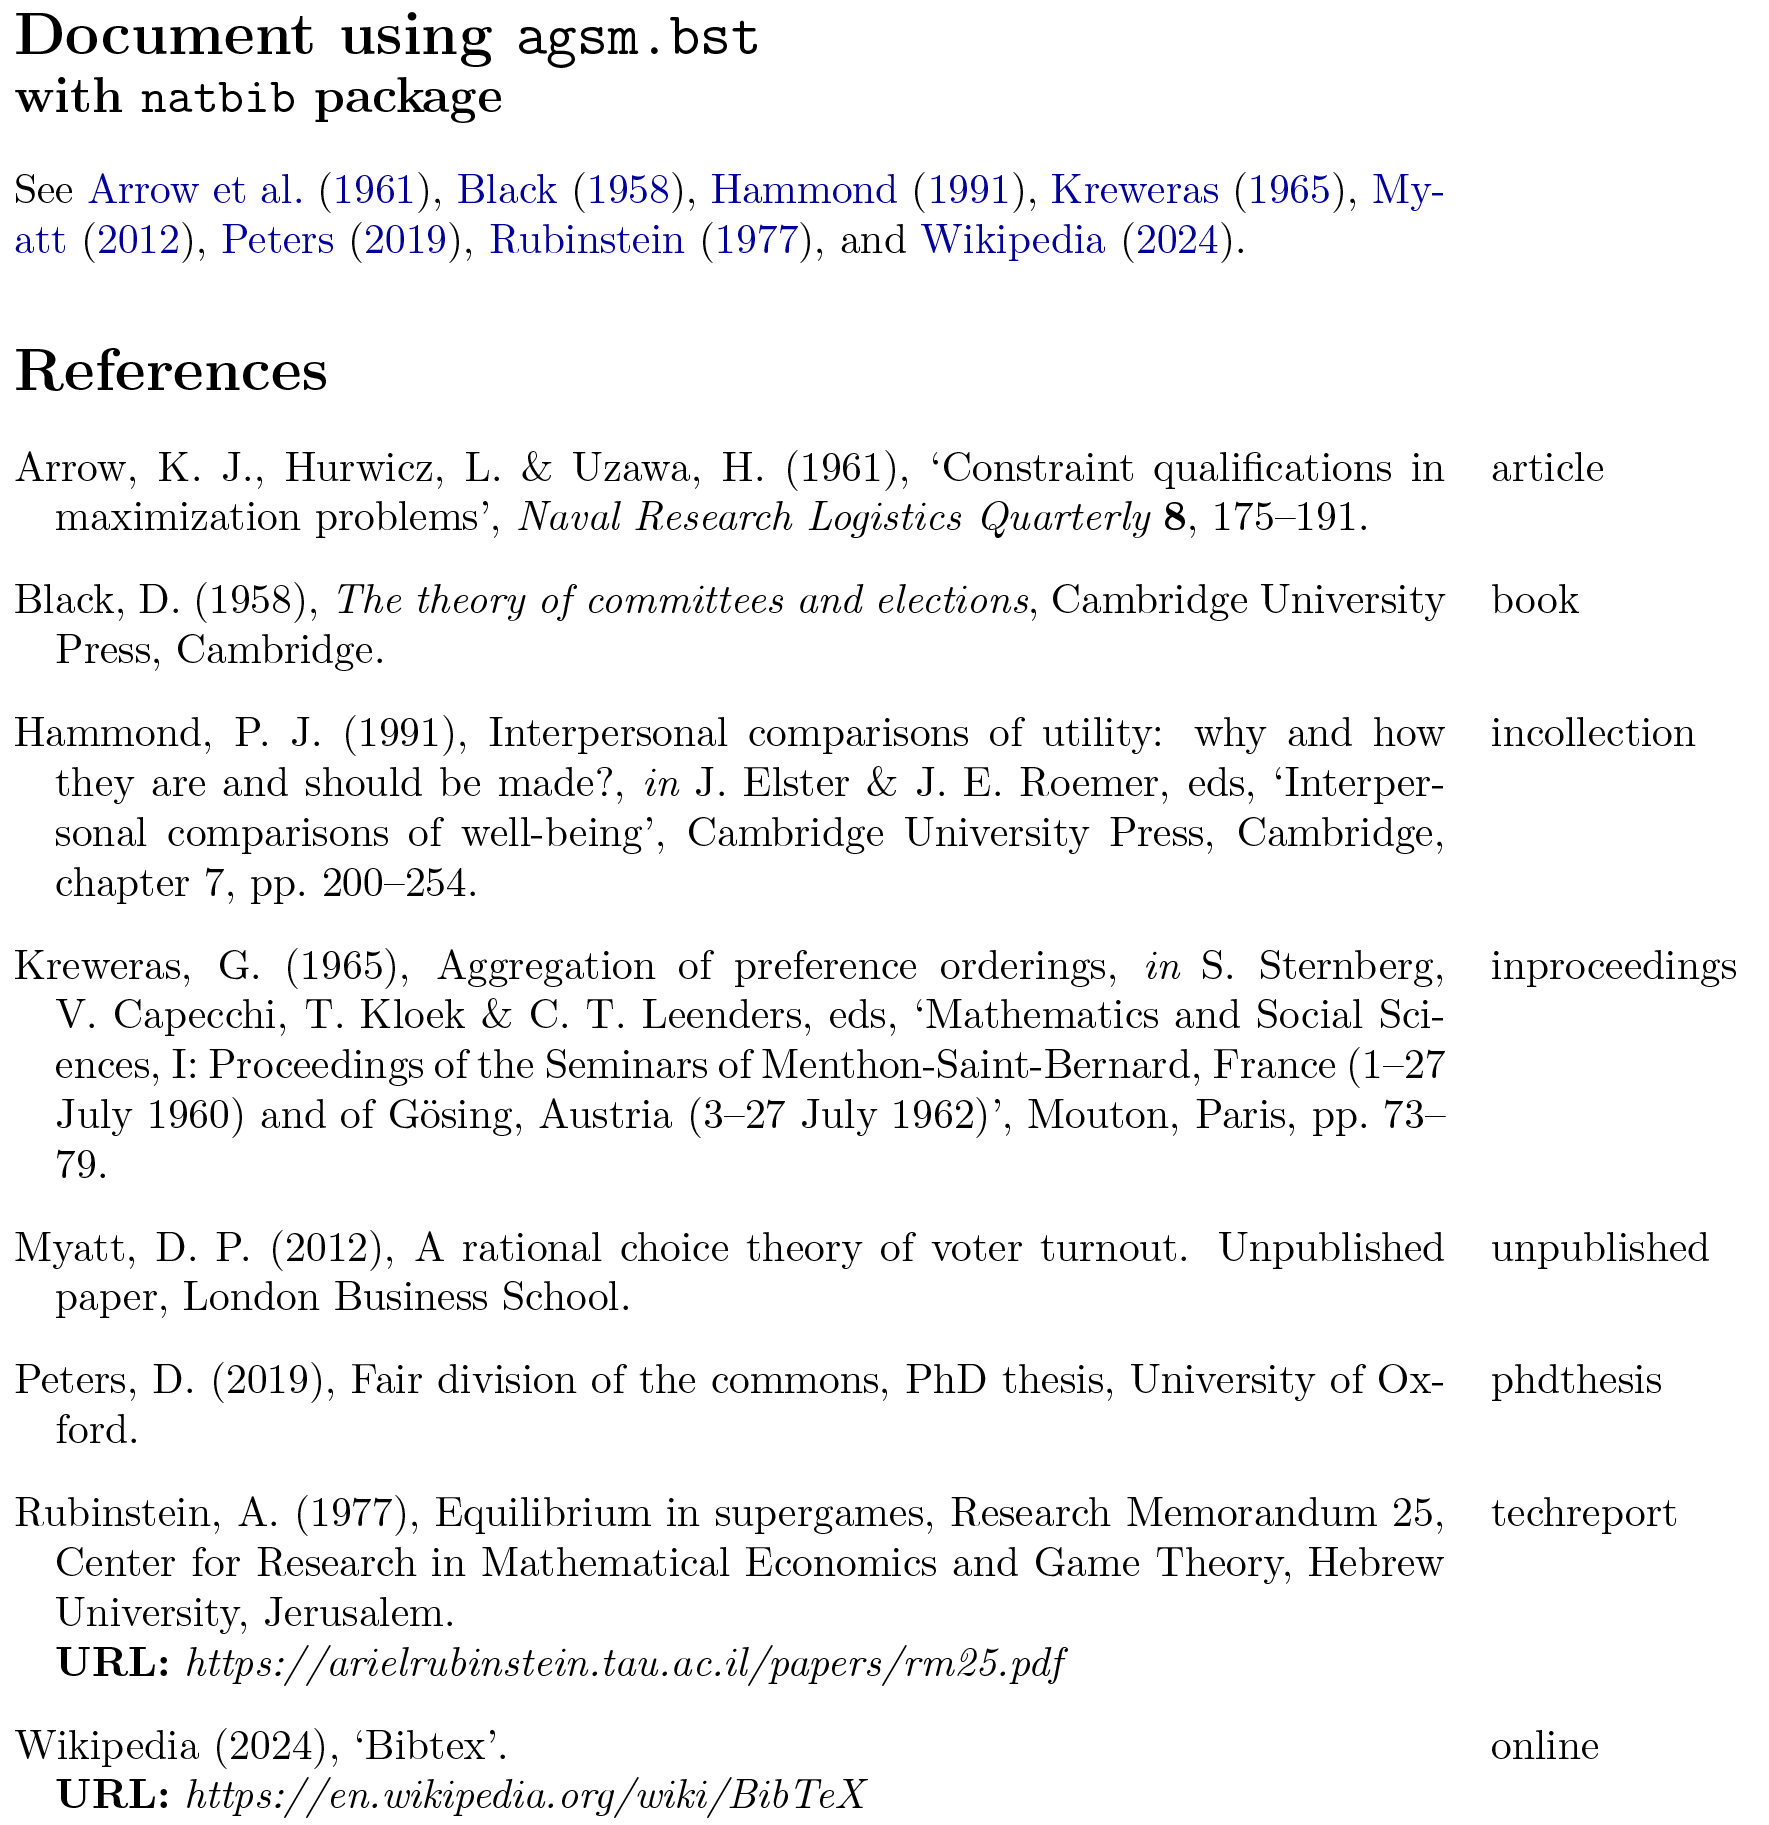 Document using agsm.bst
with natbib package
See Arrow et al. (1961), Black (1958), Hammond (1991), Kreweras (1965), My-
att (2012), Peters (2019), Rubinstein (1977), and Wikipedia (2024).
References
Arrow, K. J., Hurwicz, L. & Uzawa, H. (1961), ‘Constraint qualifications in article
maximization problems’, Naval Research Logistics Quarterly 8, 175–191.
Black, D. (1958), The theory of committees and elections, Cambridge University book
Press, Cambridge.
Hammond, P. J. (1991), Interpersonal comparisons of utility: why and how incollection
they are and should be made?, in J. Elster & J. E. Roemer, eds, ‘Interper-
sonal comparisons of well-being’, Cambridge University Press, Cambridge,
chapter 7, pp. 200–254.
Kreweras, G. (1965), Aggregation of preference orderings, in S. Sternberg, inproceedings
V. Capecchi, T. Kloek & C. T. Leenders, eds, ‘Mathematics and Social Sci-
ences, I: Proceedings of the Seminars of Menthon-Saint-Bernard, France (1–27
July 1960) and of Gösing, Austria (3–27 July 1962)’, Mouton, Paris, pp. 73–
79.
Myatt, D. P. (2012), A rational choice theory of voter turnout. Unpublished unpublished
paper, London Business School.
Peters, D. (2019), Fair division of the commons, PhD thesis, University of Ox- phdthesis
ford.
Rubinstein, A. (1977), Equilibrium in supergames, Research Memorandum 25, techreport
Center for Research in Mathematical Economics and Game Theory, Hebrew
University, Jerusalem.
URL: https://arielrubinstein.tau.ac.il/papers/rm25.pdf
Wikipedia (2024), ‘Bibtex’. online
URL: https://en.wikipedia.org/wiki/BibTeX